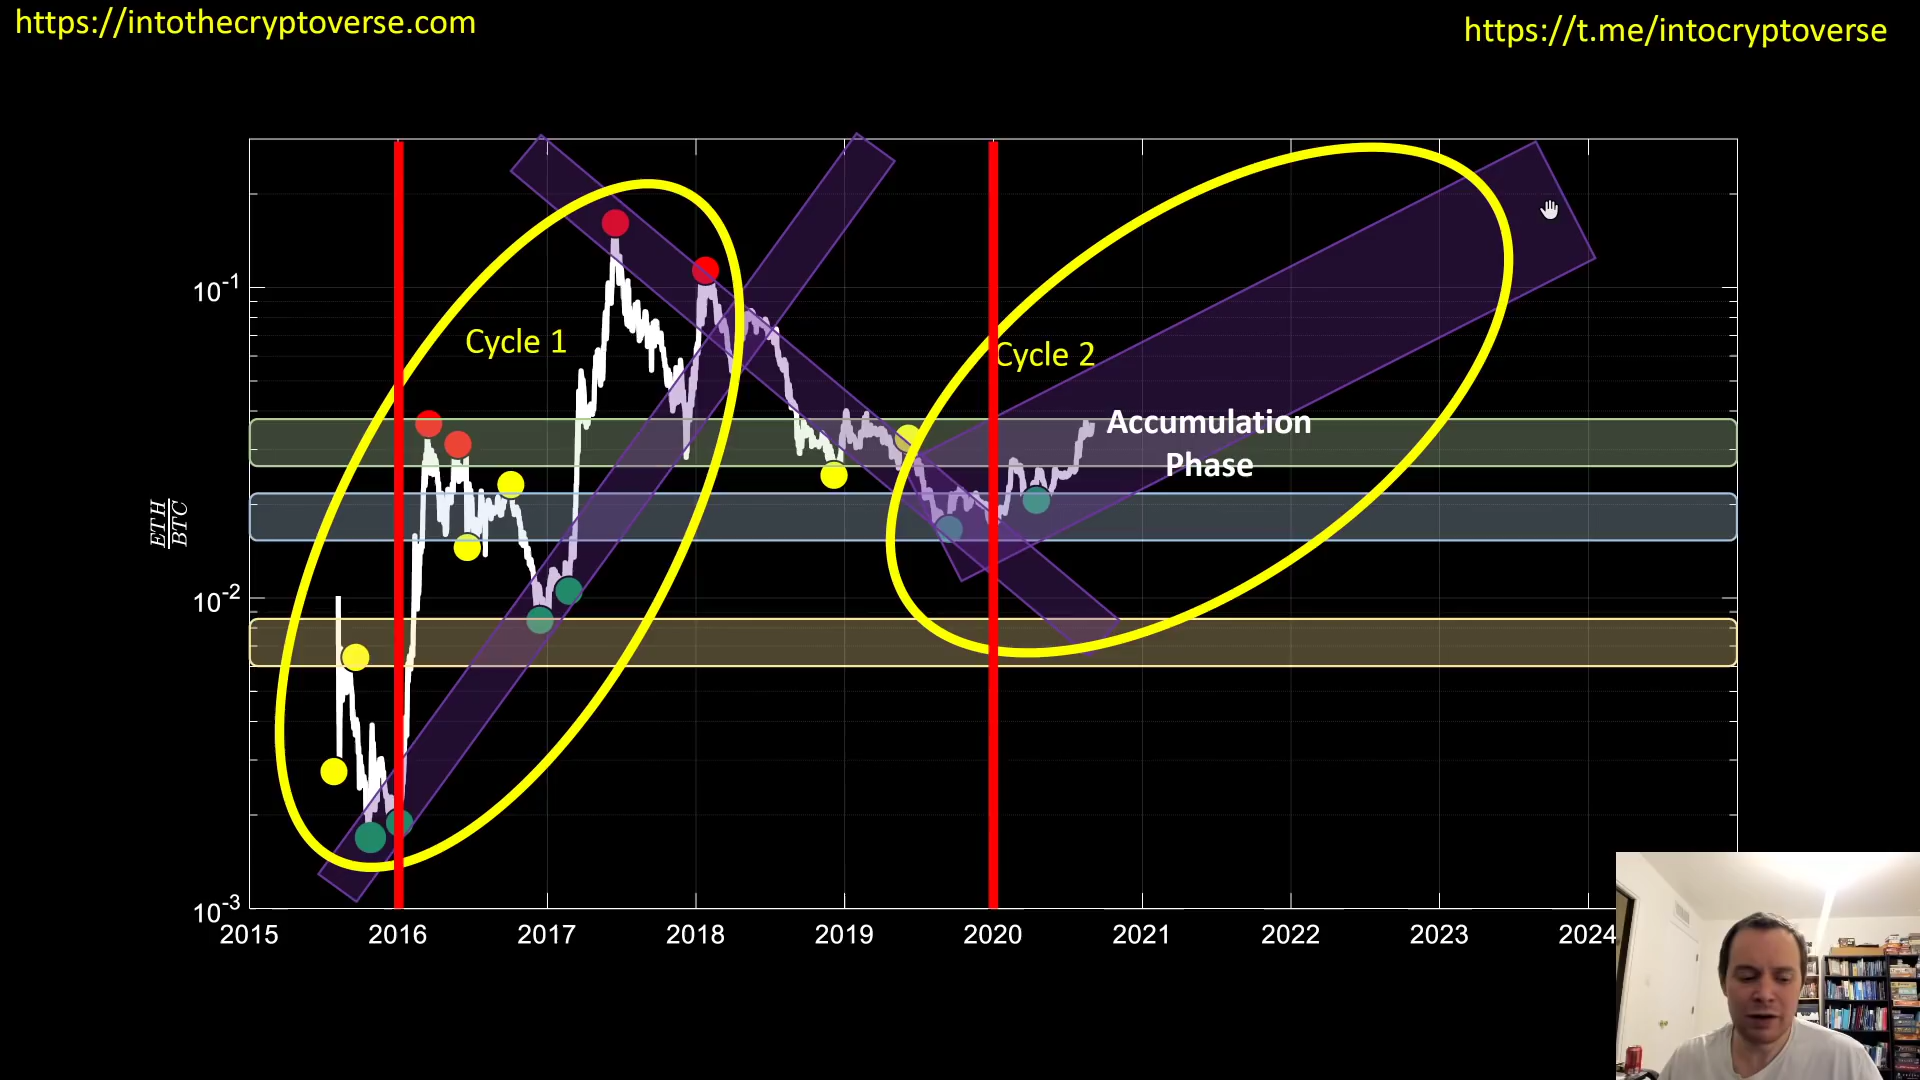 https://intothecryptoverse.com
https://t.me/intocryptoverse
Cycle 1
Cycle 2
Accumulation
Phase
10-1
10-2
10-3
ETH
BTC
2015 2016 2017 2018 2019 2020 2021 2022 2023 2024